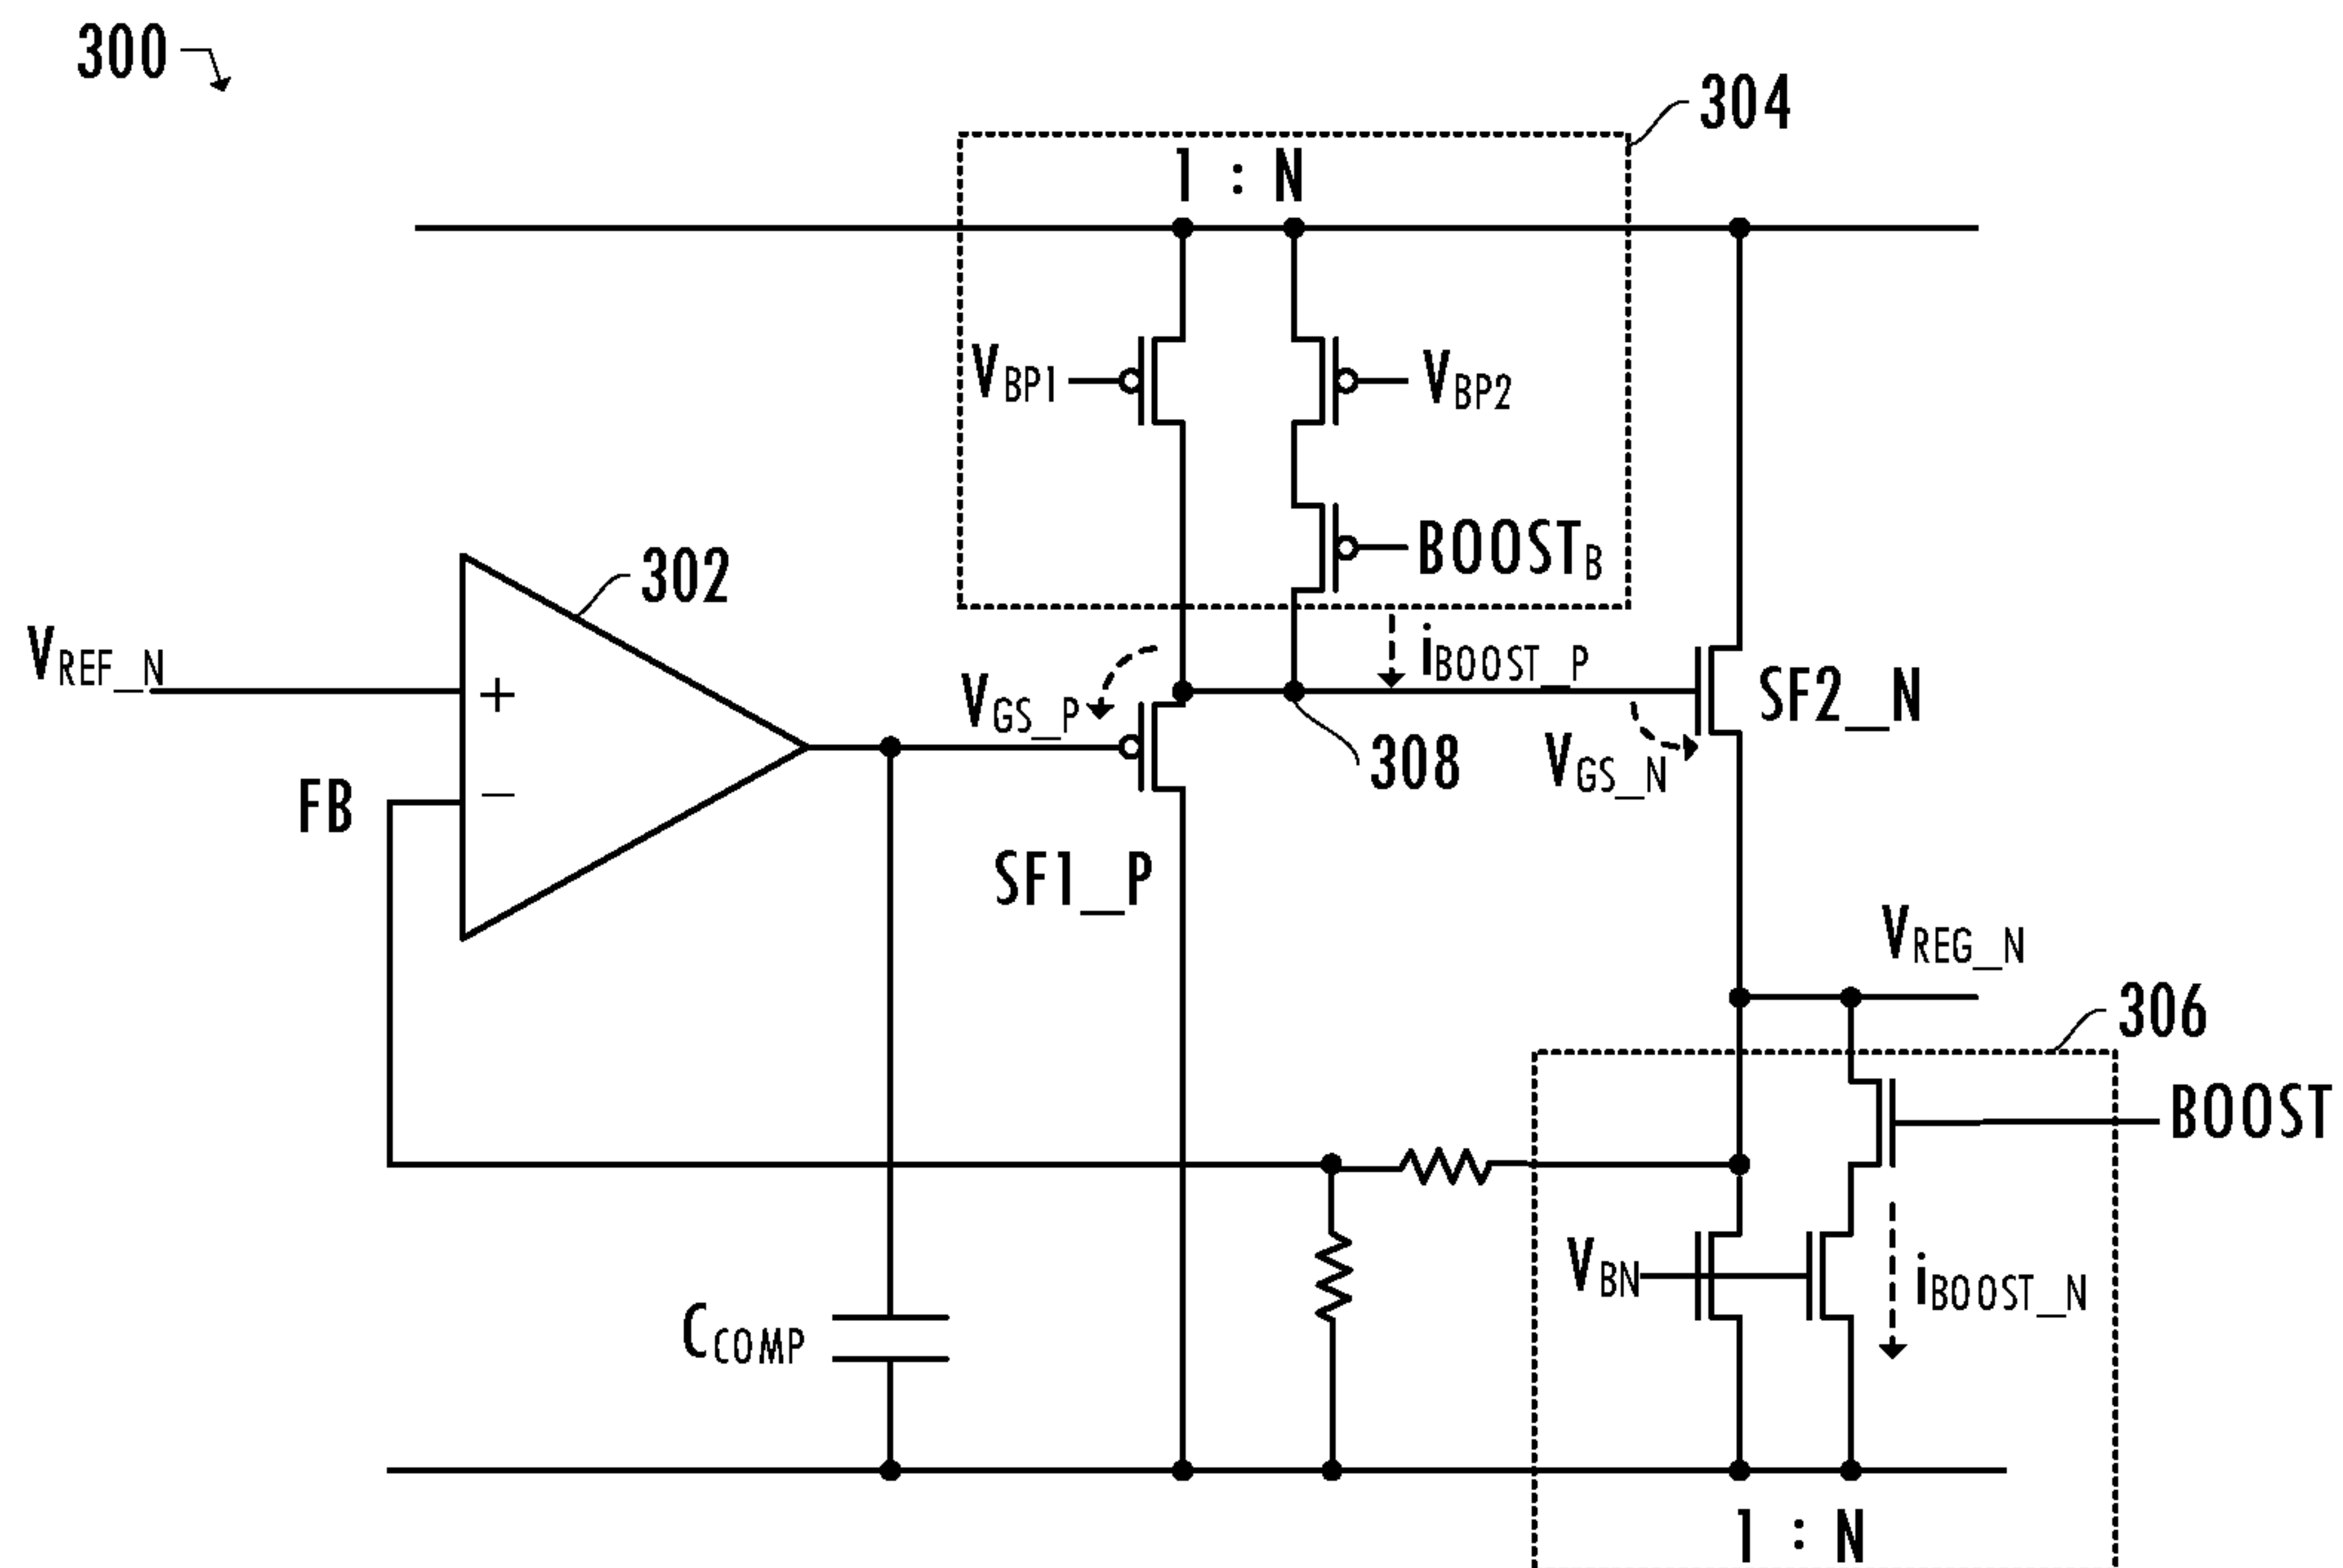 300
304
1 : N
VBP1
VBP2
302
BOOSTB
VREF_N
+
iBOOST_P
VGS_P
SF2_N
308
VGS_N
FB
−
SF1_P
VREG_N
306
BOOST
VBN
iBOOST_N
CCOMP
1 : N